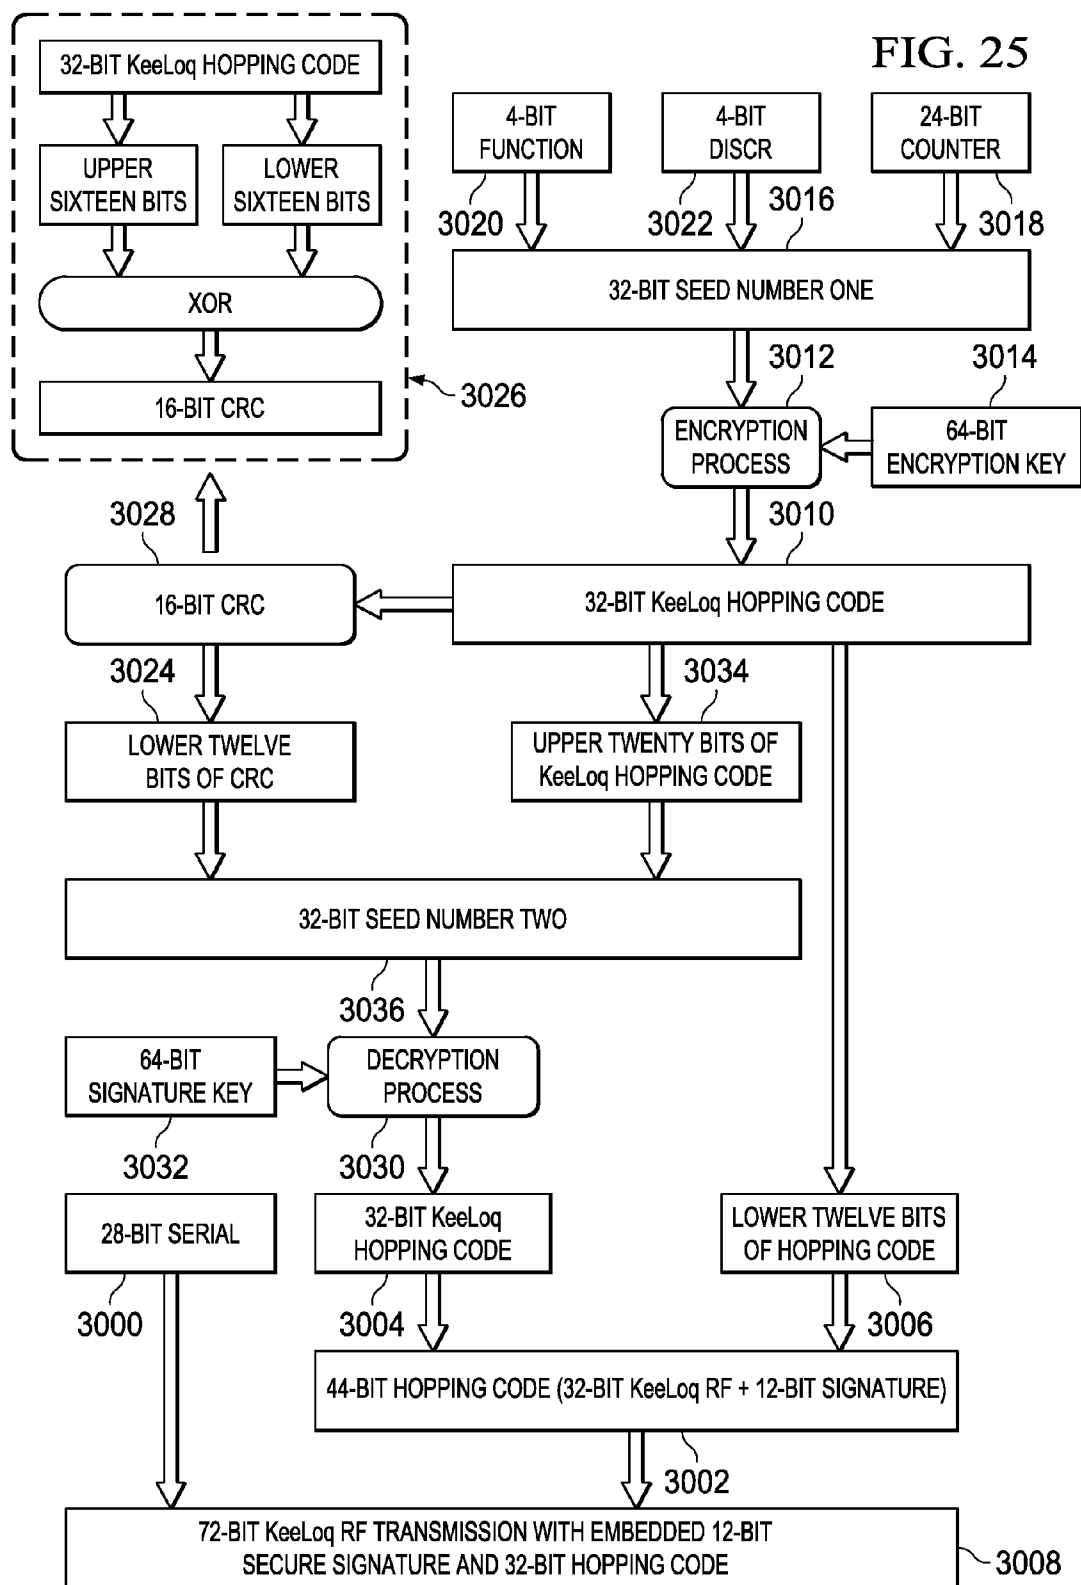 FIG. 25
32-BIT KeeLoq HOPPING CODE
UPPER
SIXTEEN BITS
LOWER
SIXTEEN BITS
XOR
16-BIT CRC
3026
4-BIT
FUNCTION
3020
4-BIT
DISCR
3022
24-BIT
COUNTER
3018
3016
32-BIT SEED NUMBER ONE
3012
ENCRYPTION
PROCESS
3014
64-BIT
ENCRYPTION KEY
3010
32-BIT KeeLoq HOPPING CODE
3028
16-BIT CRC
3024
LOWER TWELVE
BITS OF CRC
3034
UPPER TWENTY BITS OF
KeeLoq HOPPING CODE
32-BIT SEED NUMBER TWO
3036
64-BIT
SIGNATURE KEY
3032
DECRYPTION
PROCESS
3030
28-BIT SERIAL
3000
32-BIT KeeLoq
HOPPING CODE
3004
LOWER TWELVE BITS
OF HOPPING CODE
3006
44-BIT HOPPING CODE (32-BIT KeeLoq RF + 12-BIT SIGNATURE)
3002
72-BIT KeeLoq RF TRANSMISSION WITH EMBEDDED 12-BIT
SECURE SIGNATURE AND 32-BIT HOPPING CODE
3008